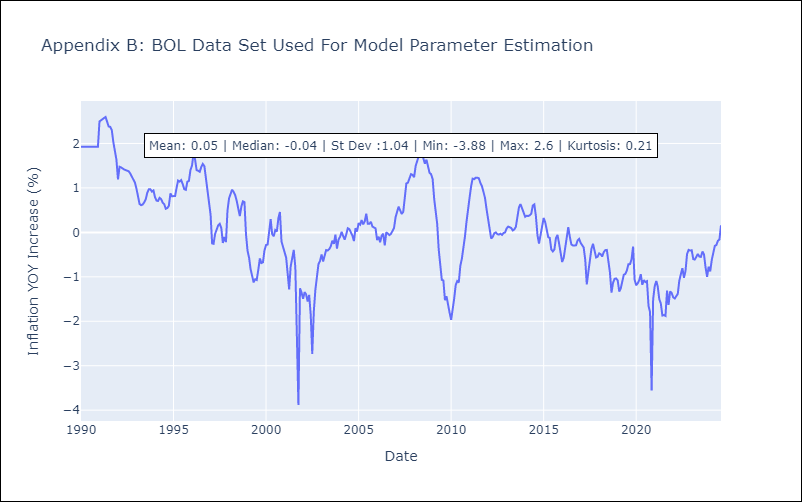 Appendix B: BOL Data Set Used For Model Parameter Estimation
Mean: 0.05 | Median: -0.04 | St Dev :1.04 | Min: -3.88 | Max: 2.6 | Kurtosis: 0.21
Inflation YOY Increase (%)
2
1
0
−1
−2
−3
−4
1990 1995 2000 2005 2010 2015 2020
Date